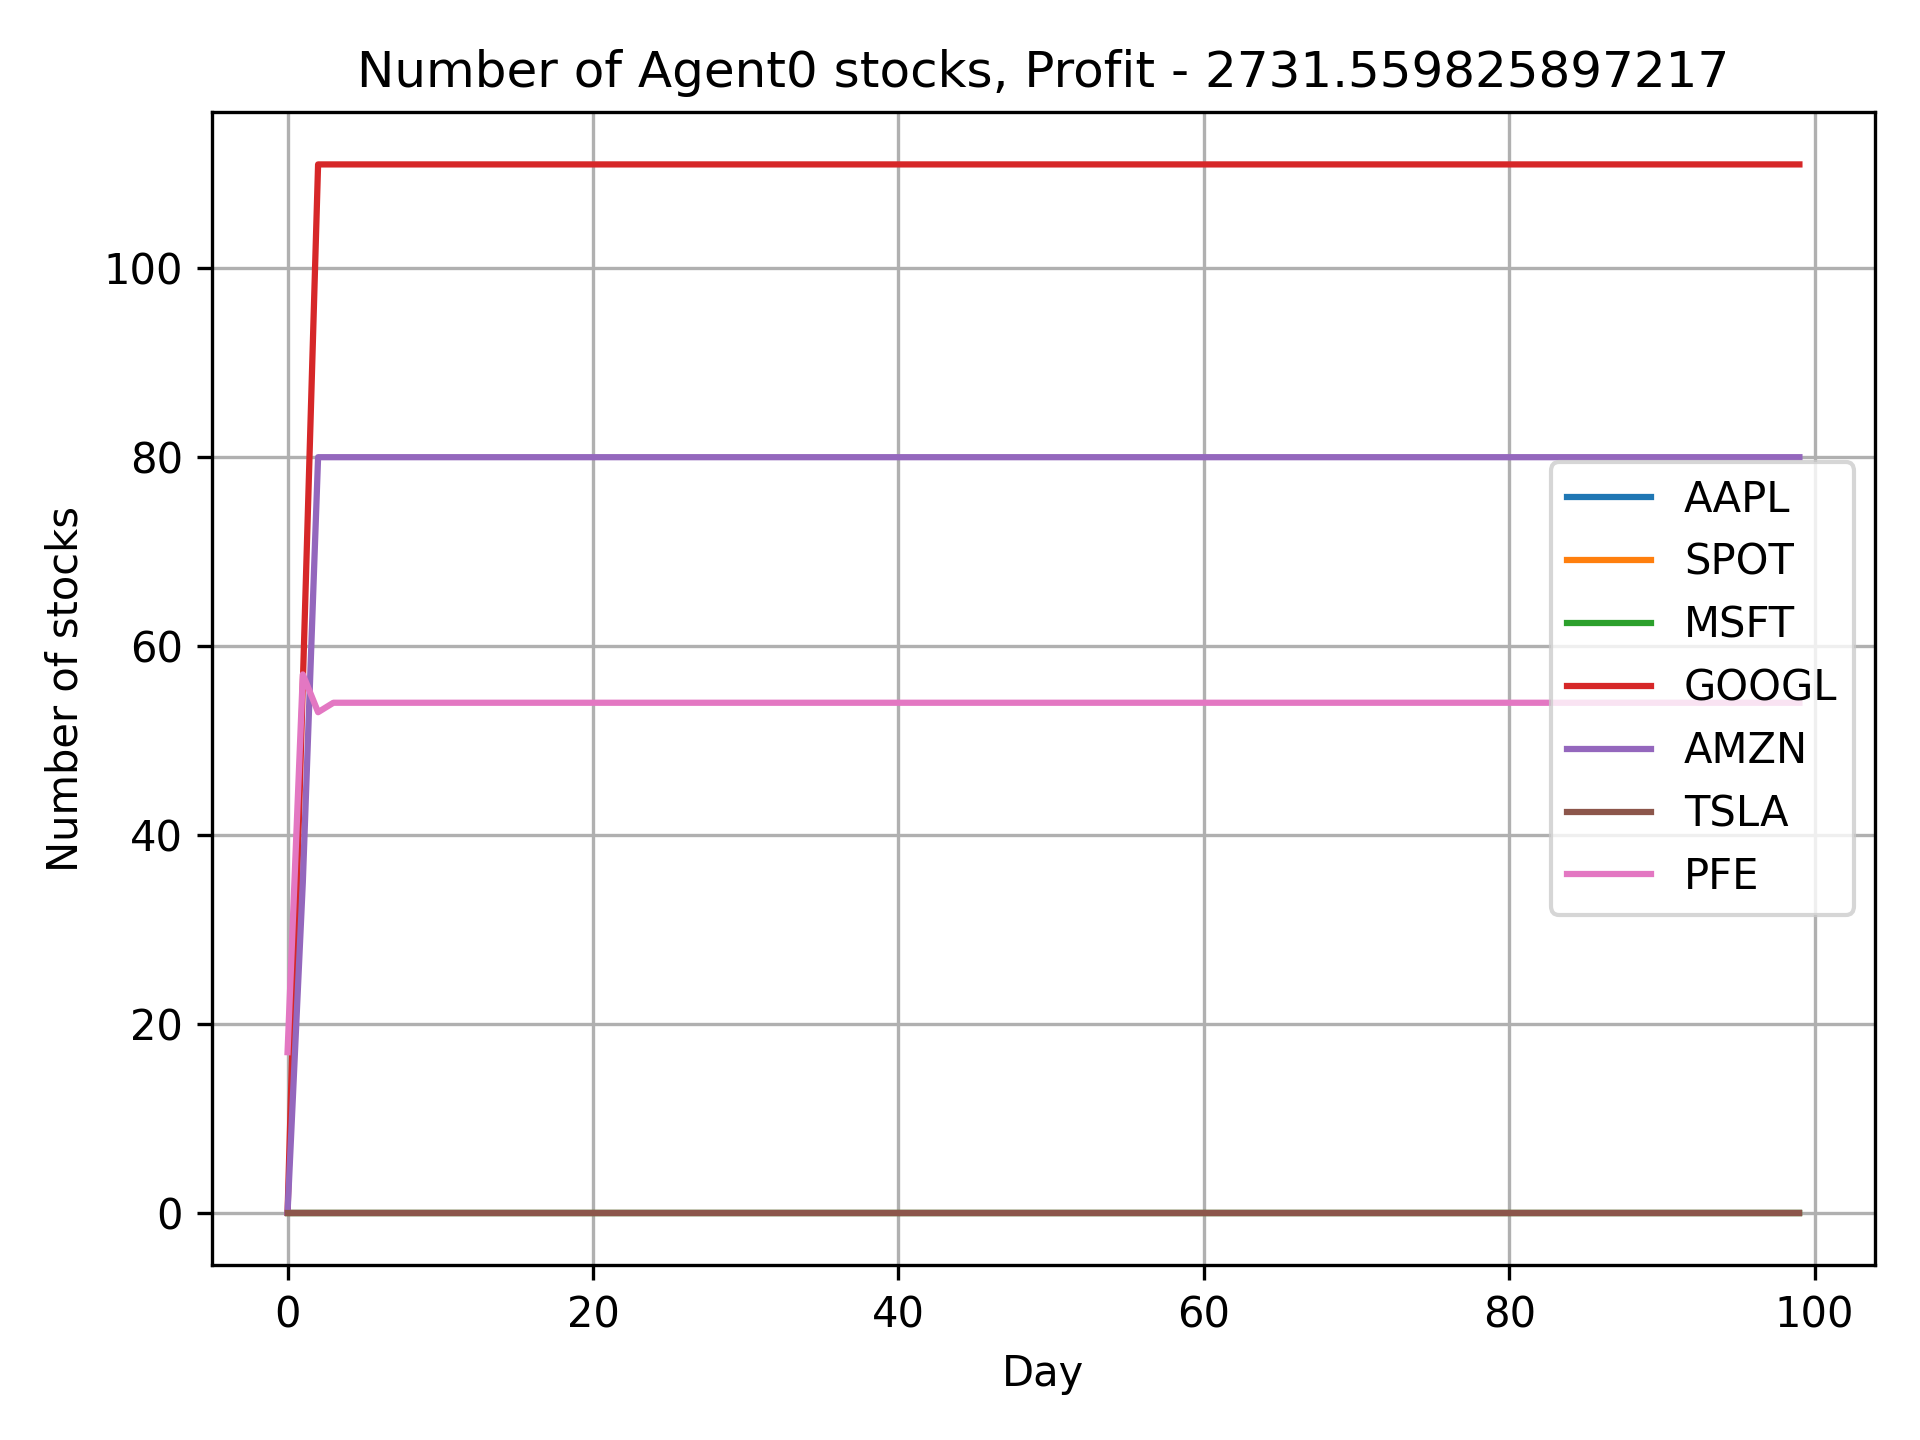 Number of Agent0 stocks, Profit - 2731.559825897217
Number of stocks
100
80
60
40
20
0
AAPL
SPOT
MSFT
GOOGL
AMZN
TSLA
PFE
0 20 40 60 80 100
Day